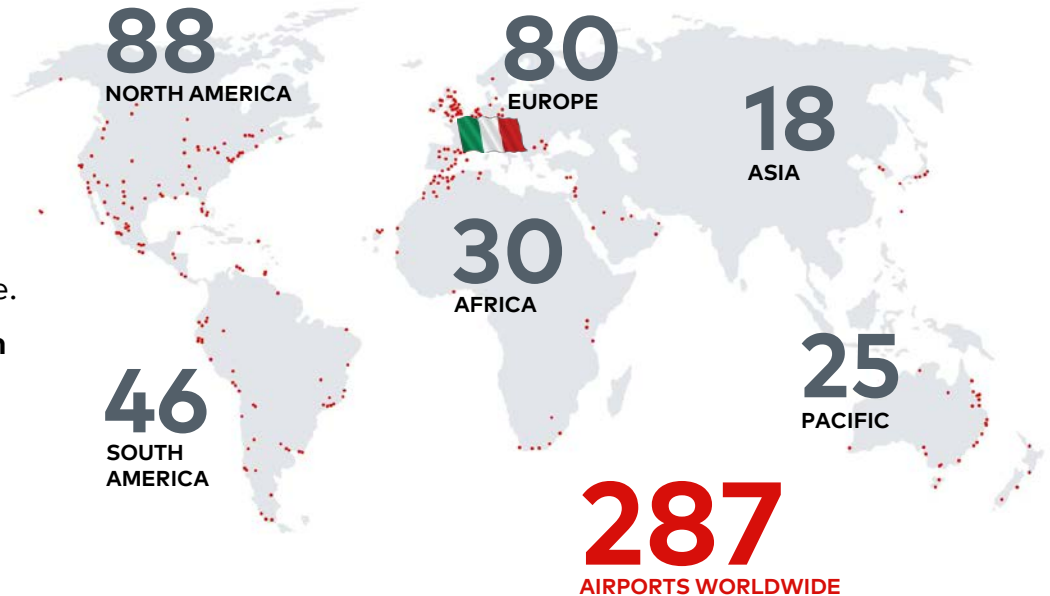 88
NORTH AMERICA
80
EUROPE
18
ASIA
30
AFRICA
e.
n
25
PACIFIC
46
SOUTH
AMERICA
287
AIRPORTS WORLDWIDE